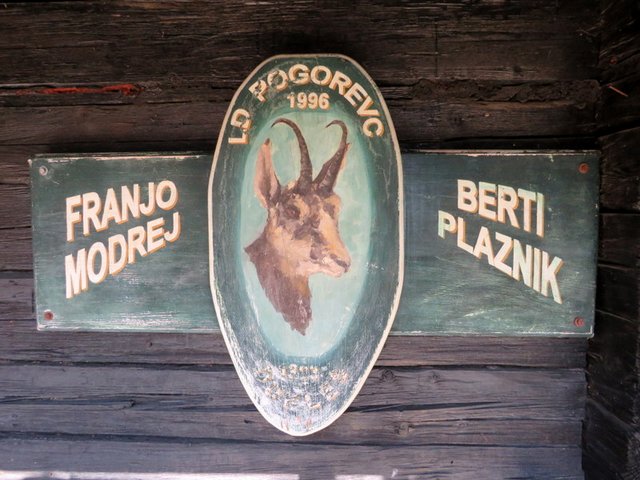 LD POGOREVC
1996
FRANJO
MODREJ
BERTI
PLAZNIK